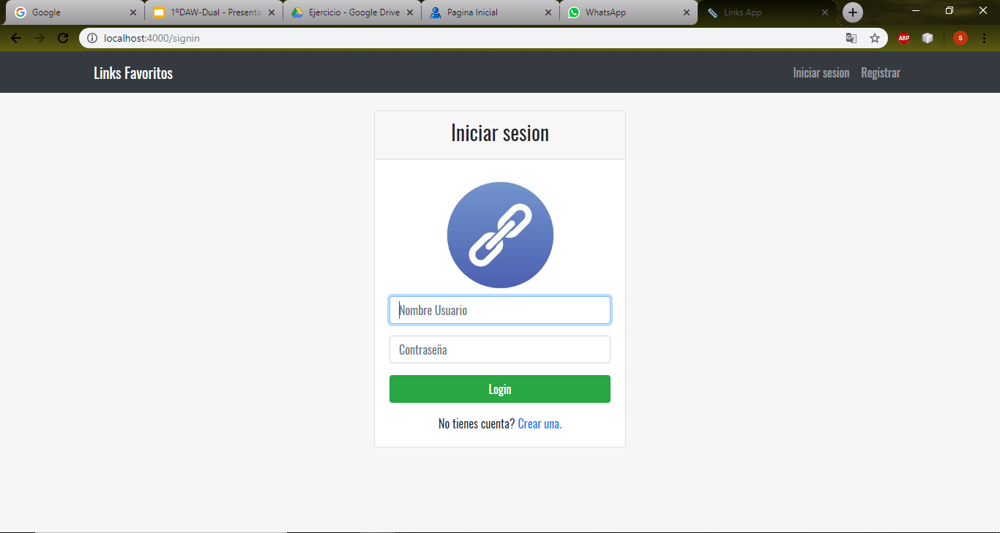 Google
1ºDAW-Dual - Presenta
Ejercicio - Google Drive
Pagina Inicial
WhatsApp
Links App
localhost:4000/signin
ABP
S
Links Favoritos
Iniciar sesion
Registrar
Iniciar sesion
Nombre Usuario
Contraseña
Login
No tienes cuenta? Crear una.